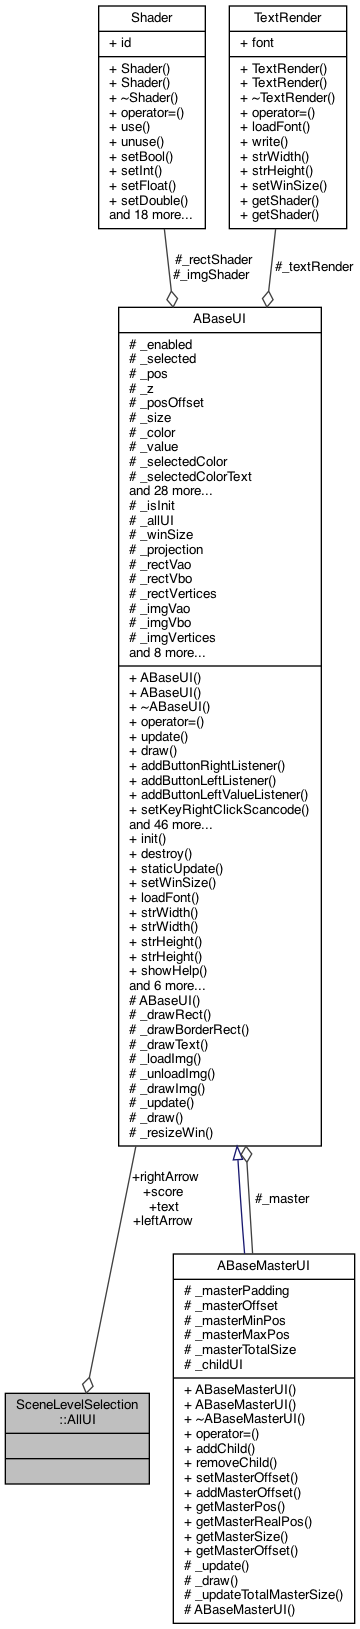 Shader
+ id
+ Shader()
+ Shader()
+ ~Shader()
+ operator=()
+ use()
+ unuse()
+ setBool()
+ setInt()
+ setFloat()
+ setDouble()
and 18 more...
TextRender
+ font
+ TextRender()
+ TextRender()
+ ~TextRender()
+ operator=()
+ loadFont()
+ write()
+ strWidth()
+ strHeight()
+ setWinSize()
+ getShader()
+ getShader()
#_rectShader
#_imgShader
#_textRender
ABaseUI
# _enabled
# _selected
# _pos
# _z
# _posOffset
# _size
# _color
# _value
# _selectedColor
# _selectedColorText
and 28 more...
# _isInit
# _allUI
# _winSize
# _projection
# _rectVao
# _rectVbo
# _rectVertices
# _imgVao
# _imgVbo
# _imgVertices
and 8 more...
+ ABaseUI()
+ ABaseUI()
+ ~ABaseUI()
+ operator=()
+ update()
+ draw()
+ addButtonRightListener()
+ addButtonLeftListener()
+ addButtonLeftValueListener()
+ setKeyRightClickScancode()
and 46 more...
+ init()
+ destroy()
+ staticUpdate()
+ setWinSize()
+ loadFont()
+ strWidth()
+ strWidth()
+ strHeight()
+ strHeight()
+ showHelp()
and 6 more...
# ABaseUI()
# _drawRect()
# _drawBorderRect()
# _drawText()
# _loadImg()
# _unloadImg()
# _drawImg()
# _update()
# _draw()
# _resizeWin()
+rightArrow
+score
+text
+leftArrow
#_master
SceneLevelSelection
::AllUI
ABaseMasterUI
# _masterPadding
# _masterOffset
# _masterMinPos
# _masterMaxPos
# _masterTotalSize
# _childUI
+ ABaseMasterUI()
+ ABaseMasterUI()
+ ~ABaseMasterUI()
+ operator=()
+ addChild()
+ removeChild()
+ setMasterOffset()
+ addMasterOffset()
+ getMasterPos()
+ getMasterRealPos()
+ getMasterSize()
+ getMasterOffset()
# _update()
# _draw()
# _updateTotalMasterSize()
# ABaseMasterUI()